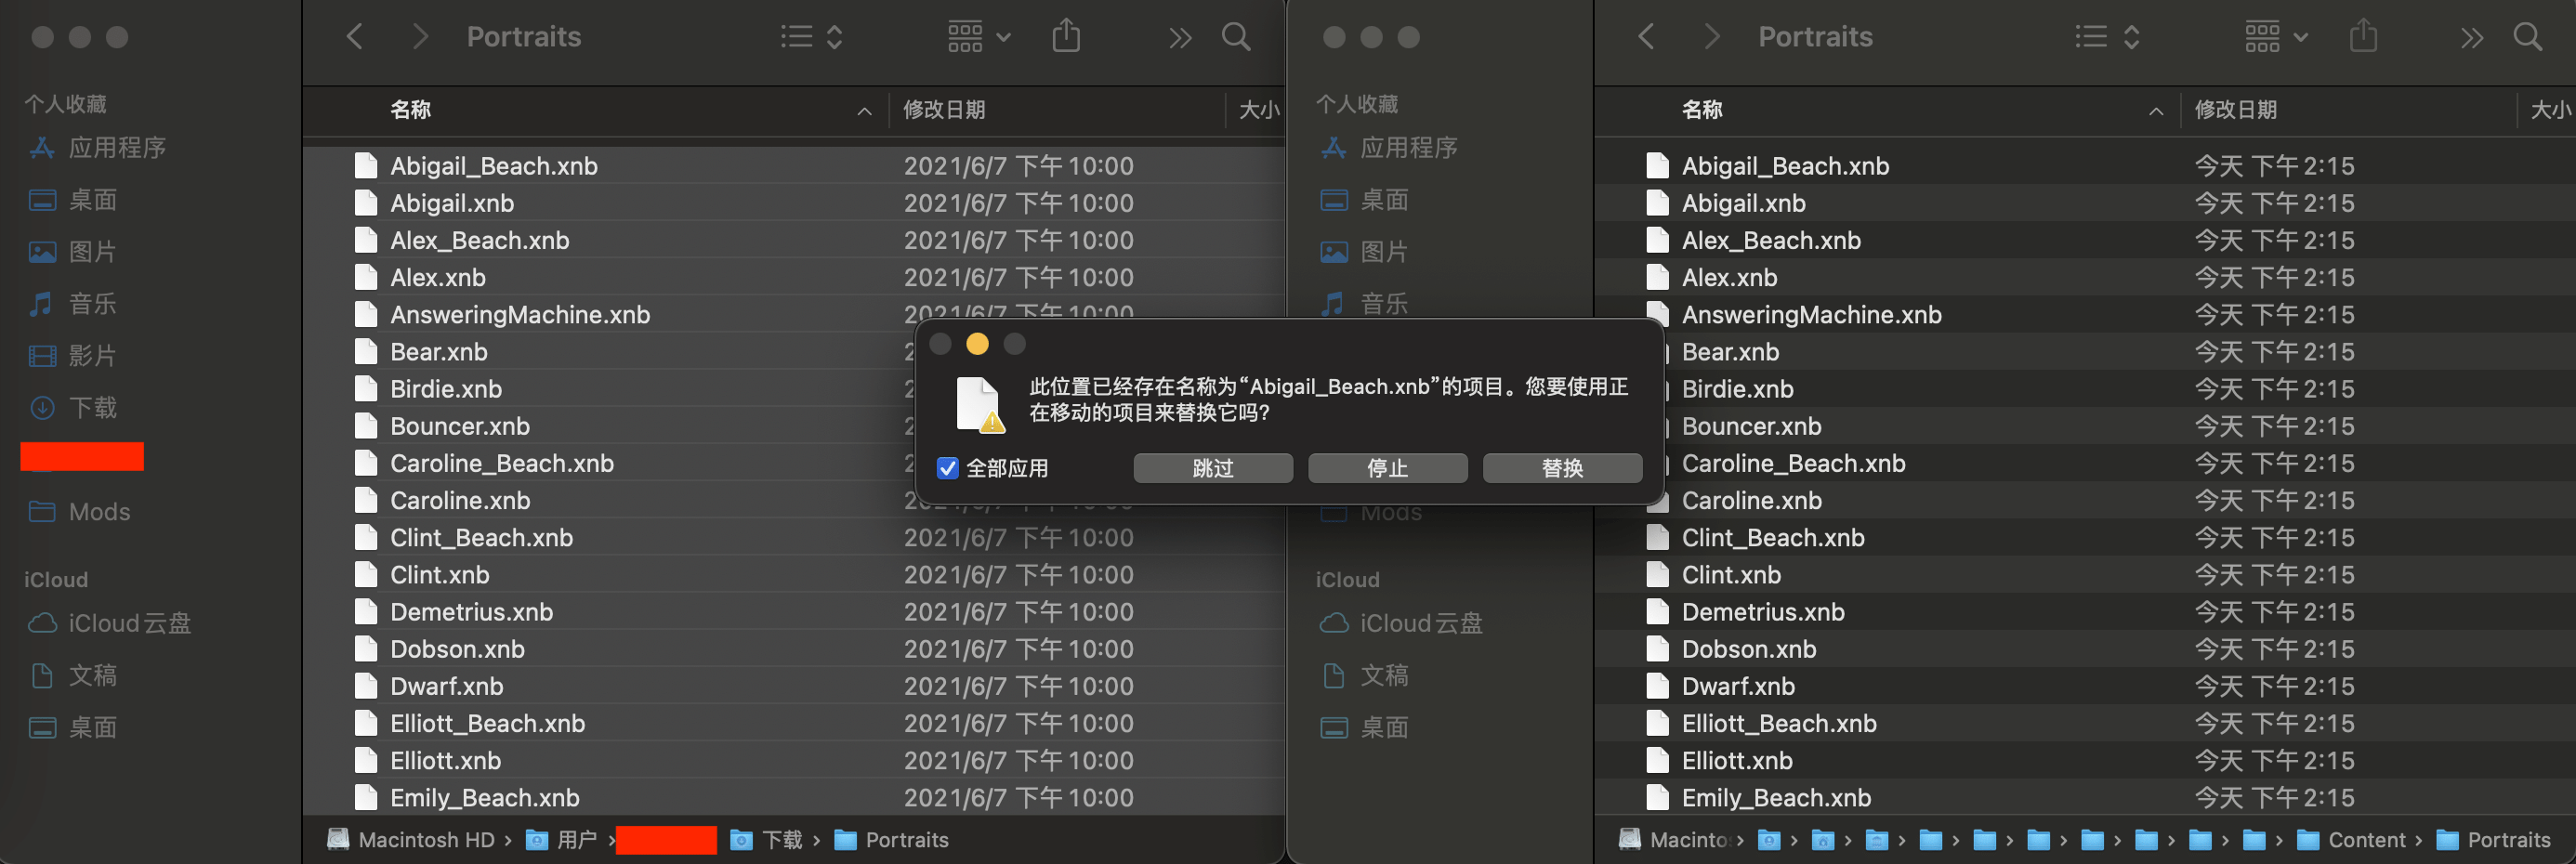 Portraits
个人收藏
应用程序
桌面
图片
音乐
影片
下载
Mods
iCloud
iCloud云盘
文稿
桌面
名称 修改日期 大小
Abigail_Beach.xnb 2021/6/7 下午 10:00
Abigail.xnb 2021/6/7 下午 10:00
Alex_Beach.xnb 2021/6/7 下午 10:00
Alex.xnb 2021/6/7 下午 10:00
AnsweringMachine.xnb 2021/6/7 下午 10:00
Bear.xnb
Birdie.xnb
Bouncer.xnb
Caroline_Beach.xnb
Caroline.xnb
Clint_Beach.xnb 2021/6/7 下午 10:00
Clint.xnb 2021/6/7 下午 10:00
Demetrius.xnb 2021/6/7 下午 10:00
Dobson.xnb 2021/6/7 下午 10:00
Dwarf.xnb 2021/6/7 下午 10:00
Elliott_Beach.xnb 2021/6/7 下午 10:00
Elliott.xnb 2021/6/7 下午 10:00
Emily_Beach.xnb 2021/6/7 下午 10:00
Macintosh HD › 用户 › 下载 › Portraits
此位置已经存在名称为“Abigail_Beach.xnb”的项目。您要使用正
在移动的项目来替换它吗?
全部应用 跳过 停止 替换
Portraits
个人收藏
应用程序
桌面
图片
音乐
Mods
iCloud
iCloud云盘
文稿
桌面
名称 修改日期 大小
Abigail_Beach.xnb 今天 下午 2:15
Abigail.xnb 今天 下午 2:15
Alex_Beach.xnb 今天 下午 2:15
Alex.xnb 今天 下午 2:15
AnsweringMachine.xnb 今天 下午 2:15
Bear.xnb 今天 下午 2:15
Birdie.xnb 今天 下午 2:15
Bouncer.xnb 今天 下午 2:15
Caroline_Beach.xnb 今天 下午 2:15
Caroline.xnb 今天 下午 2:15
Clint_Beach.xnb 今天 下午 2:15
Clint.xnb 今天 下午 2:15
Demetrius.xnb 今天 下午 2:15
Dobson.xnb 今天 下午 2:15
Dwarf.xnb 今天 下午 2:15
Elliott_Beach.xnb 今天 下午 2:15
Elliott.xnb 今天 下午 2:15
Emily_Beach.xnb 今天 下午 2:15
Macinto › › › › › › › › › › › Content › Portraits